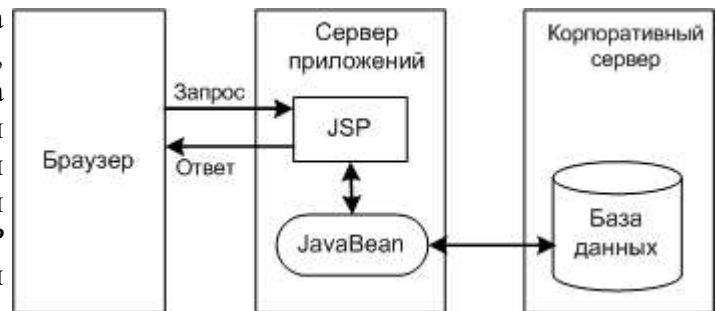 Браузер
Запрос
Ответ
Сервер
приложений
JSP
JavaBean
Корпоративный
сервер
База
данных